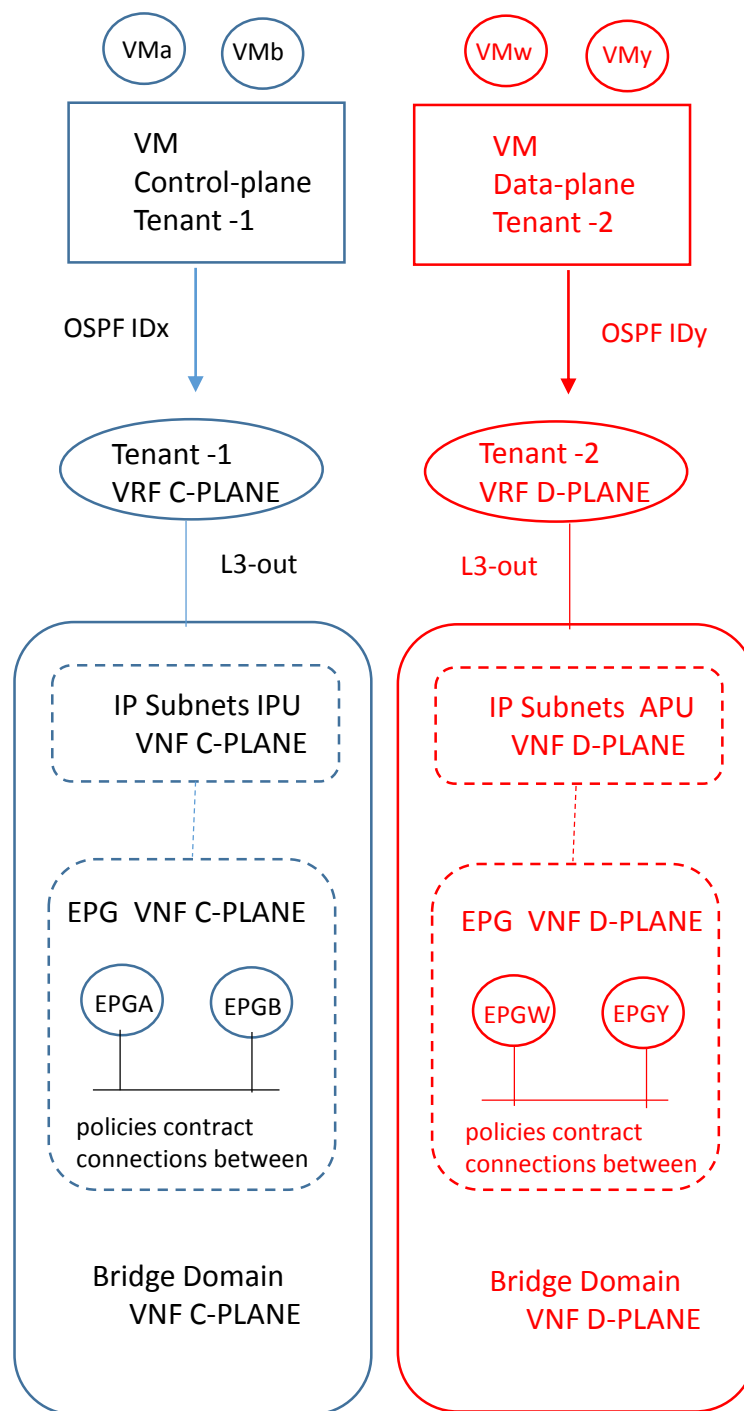 VMa
VMb
VM
Control-plane
Tenant -1
OSPF IDx
Tenant -1
VRF C-PLANE
L3-out
IP Subnets IPU
VNF C-PLANE
EPG VNF C-PLANE
EPGA
EPGB
policies contract
connections between
Bridge Domain
VNF C-PLANE
VMw
VMy
VM
Data-plane
Tenant -2
OSPF IDy
Tenant -2
VRF D-PLANE
L3-out
IP Subnets APU
VNF D-PLANE
EPG VNF D-PLANE
EPGW
EPGY
policies contract
connections between
Bridge Domain
VNF D-PLANE